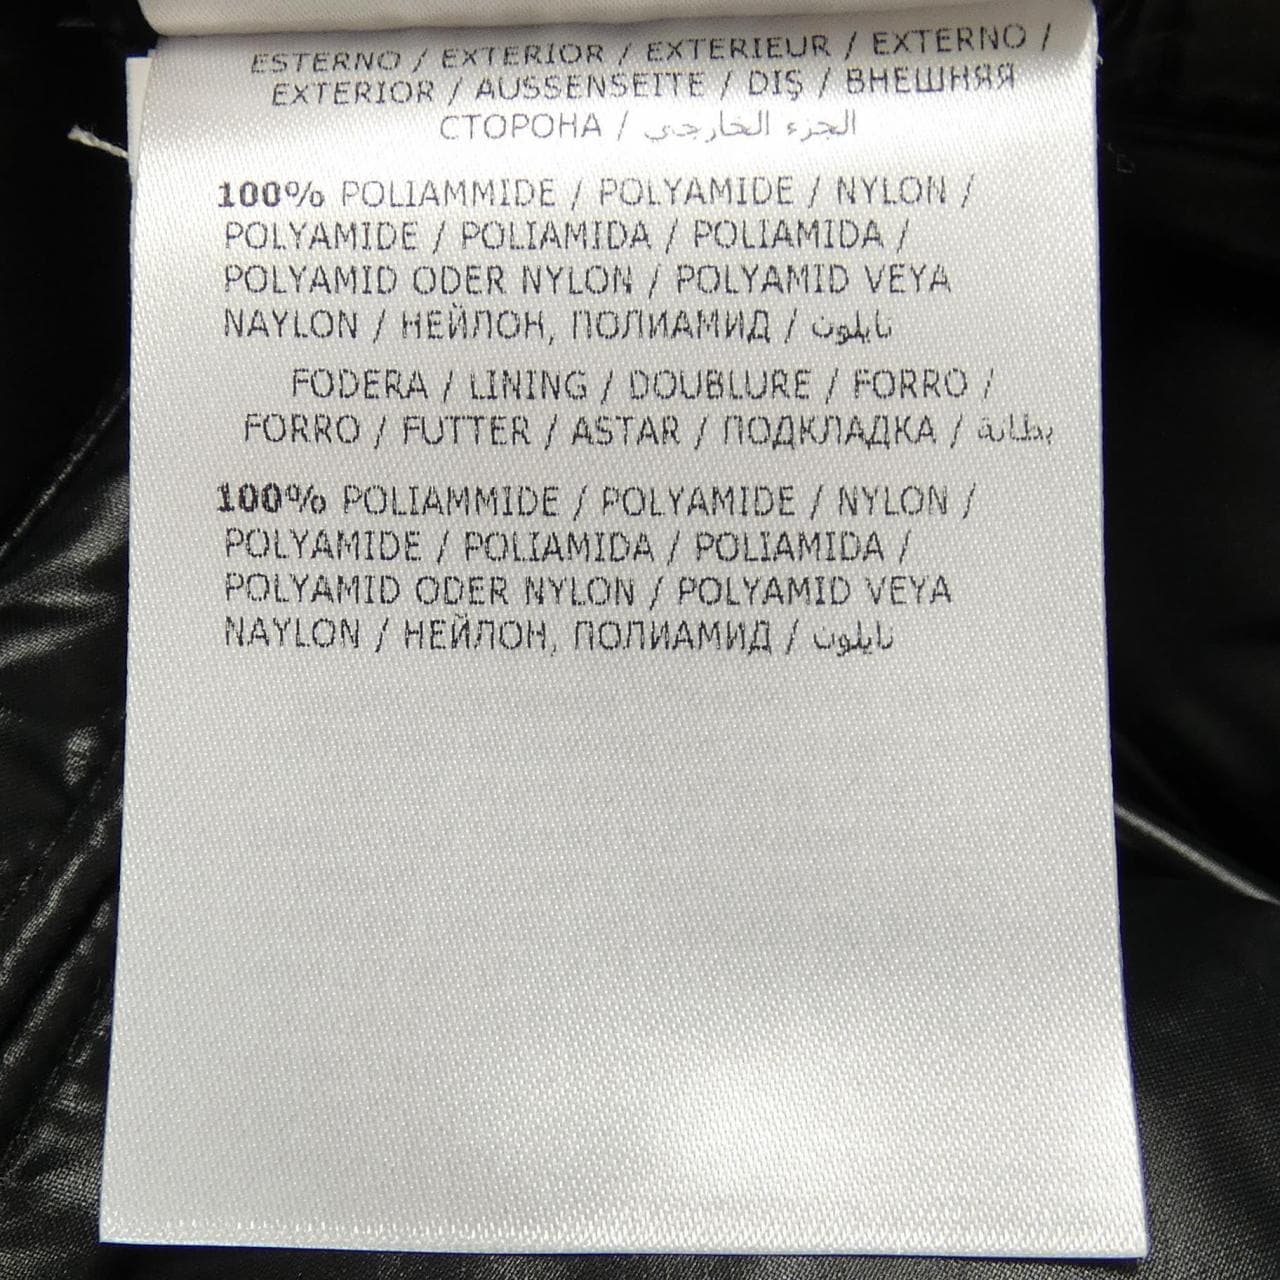 ESTERNO / EXTERIOR / EXTERIEUR / EXTERNO /
EXTERIOR / AUSSENSEITE / DIŞ / ВНЕШНЯЯ
СТОРОНА / الجزء الخارجي
100% POLIAMMIDE / POLYAMIDE / NYLON /
POLYAMIDE / POLIAMIDA / POLIAMIDA /
POLYAMID ODER NYLON / POLYAMID VEYA
NAYLON / НЕЙЛОН, ПОЛИАМИД / نايلون
FODERA / LINING / DOUBLURE / FORRO /
FORRO / FUTTER / ASTAR / ПОДКЛАДКА / بطانة
100% POLIAMMIDE / POLYAMIDE / NYLON /
POLYAMIDE / POLIAMIDA / POLIAMIDA /
POLYAMID ODER NYLON / POLYAMID VEYA
NAYLON / НЕЙЛОН, ПОЛИАМИД / نايلون